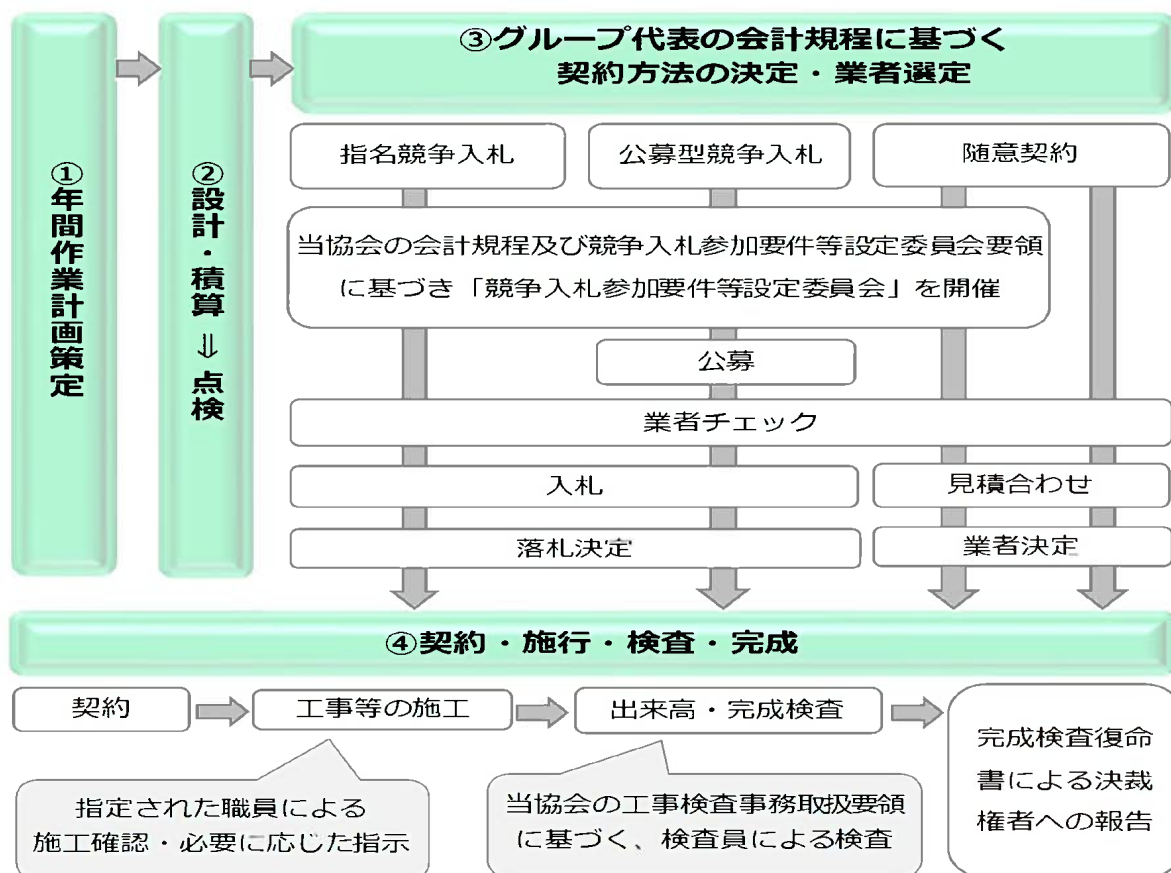 ①年間作業計画策定
②設計・積算 ⇓ 点検
③グループ代表の会計規程に基づく
契約方法の決定・業者選定
指名競争入札
公募型競争入札
随意契約
当協会の会計規程及び競争入札参加要件等設定委員会要領
に基づき「競争入札参加要件等設定委員会」を開催
公募
業者チェック
入札
見積合わせ
落札決定
業者決定
④契約・施行・検査・完成
契約
工事等の施工
出来高・完成検査
完成検査復命
書による決裁
権者への報告
指定された職員による
施工確認・必要に応じた指示
当協会の工事検査事務取扱要領
に基づく、検査員による検査